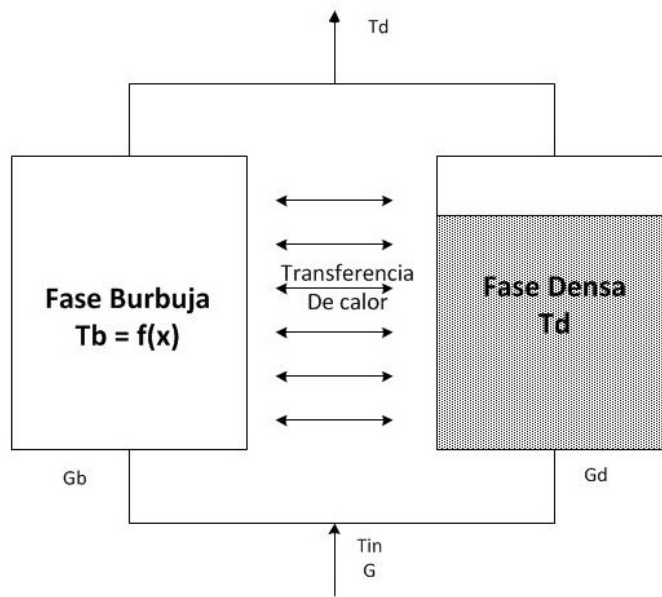 Td
Transferencia
De calor
Fase Burbuja
Tb = f(x)
Fase Densa
Td
Gb
Gd
Tin
G